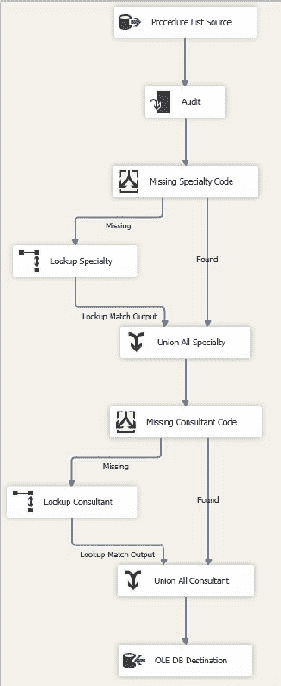 Procedure List Source
Audit
Missing Specialty Code
Missing
Found
Lookup Specialty
Lookup Match Output
Union All Specialty
Missing Consultant Code
Missing
Found
Lookup Consultant
Lookup Match Output
Union All Consultant
OLE DB Destination